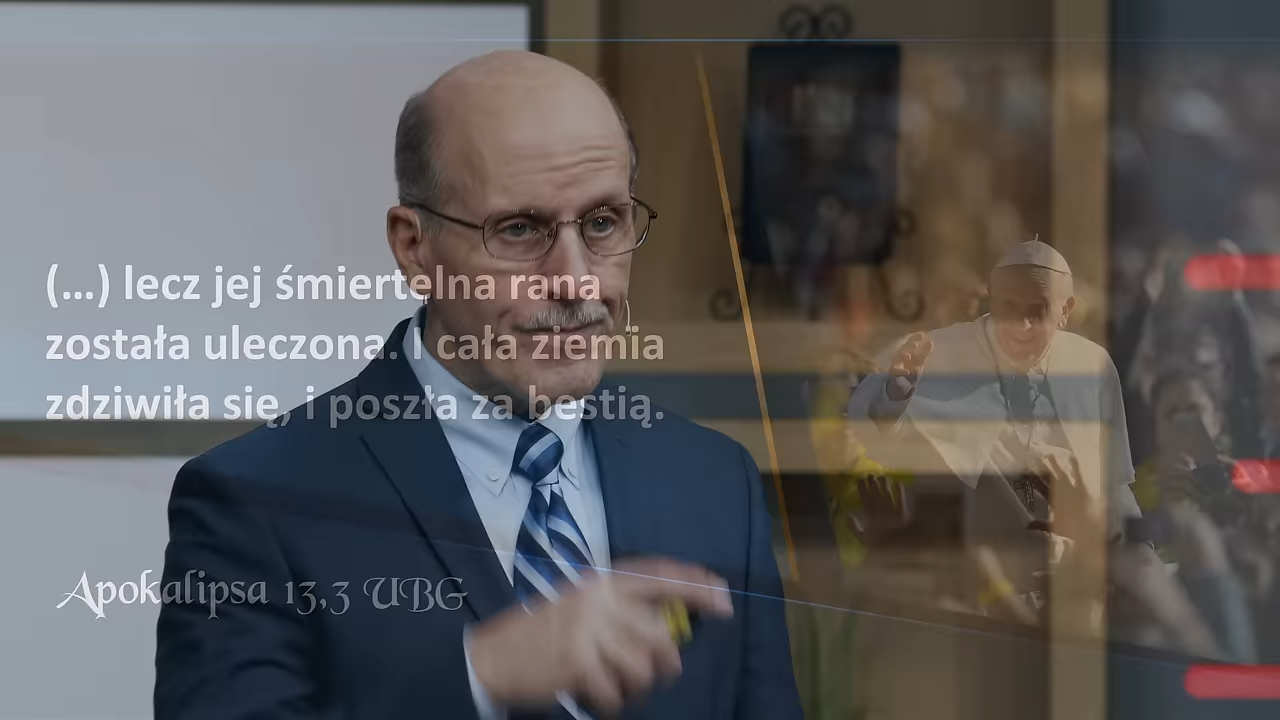 (...) lecz jej śmiertelna rana
została uleczona. I cała ziemia
zdziwiła się, i poszła za bestią.
Apokalipsa 13,3 UBG